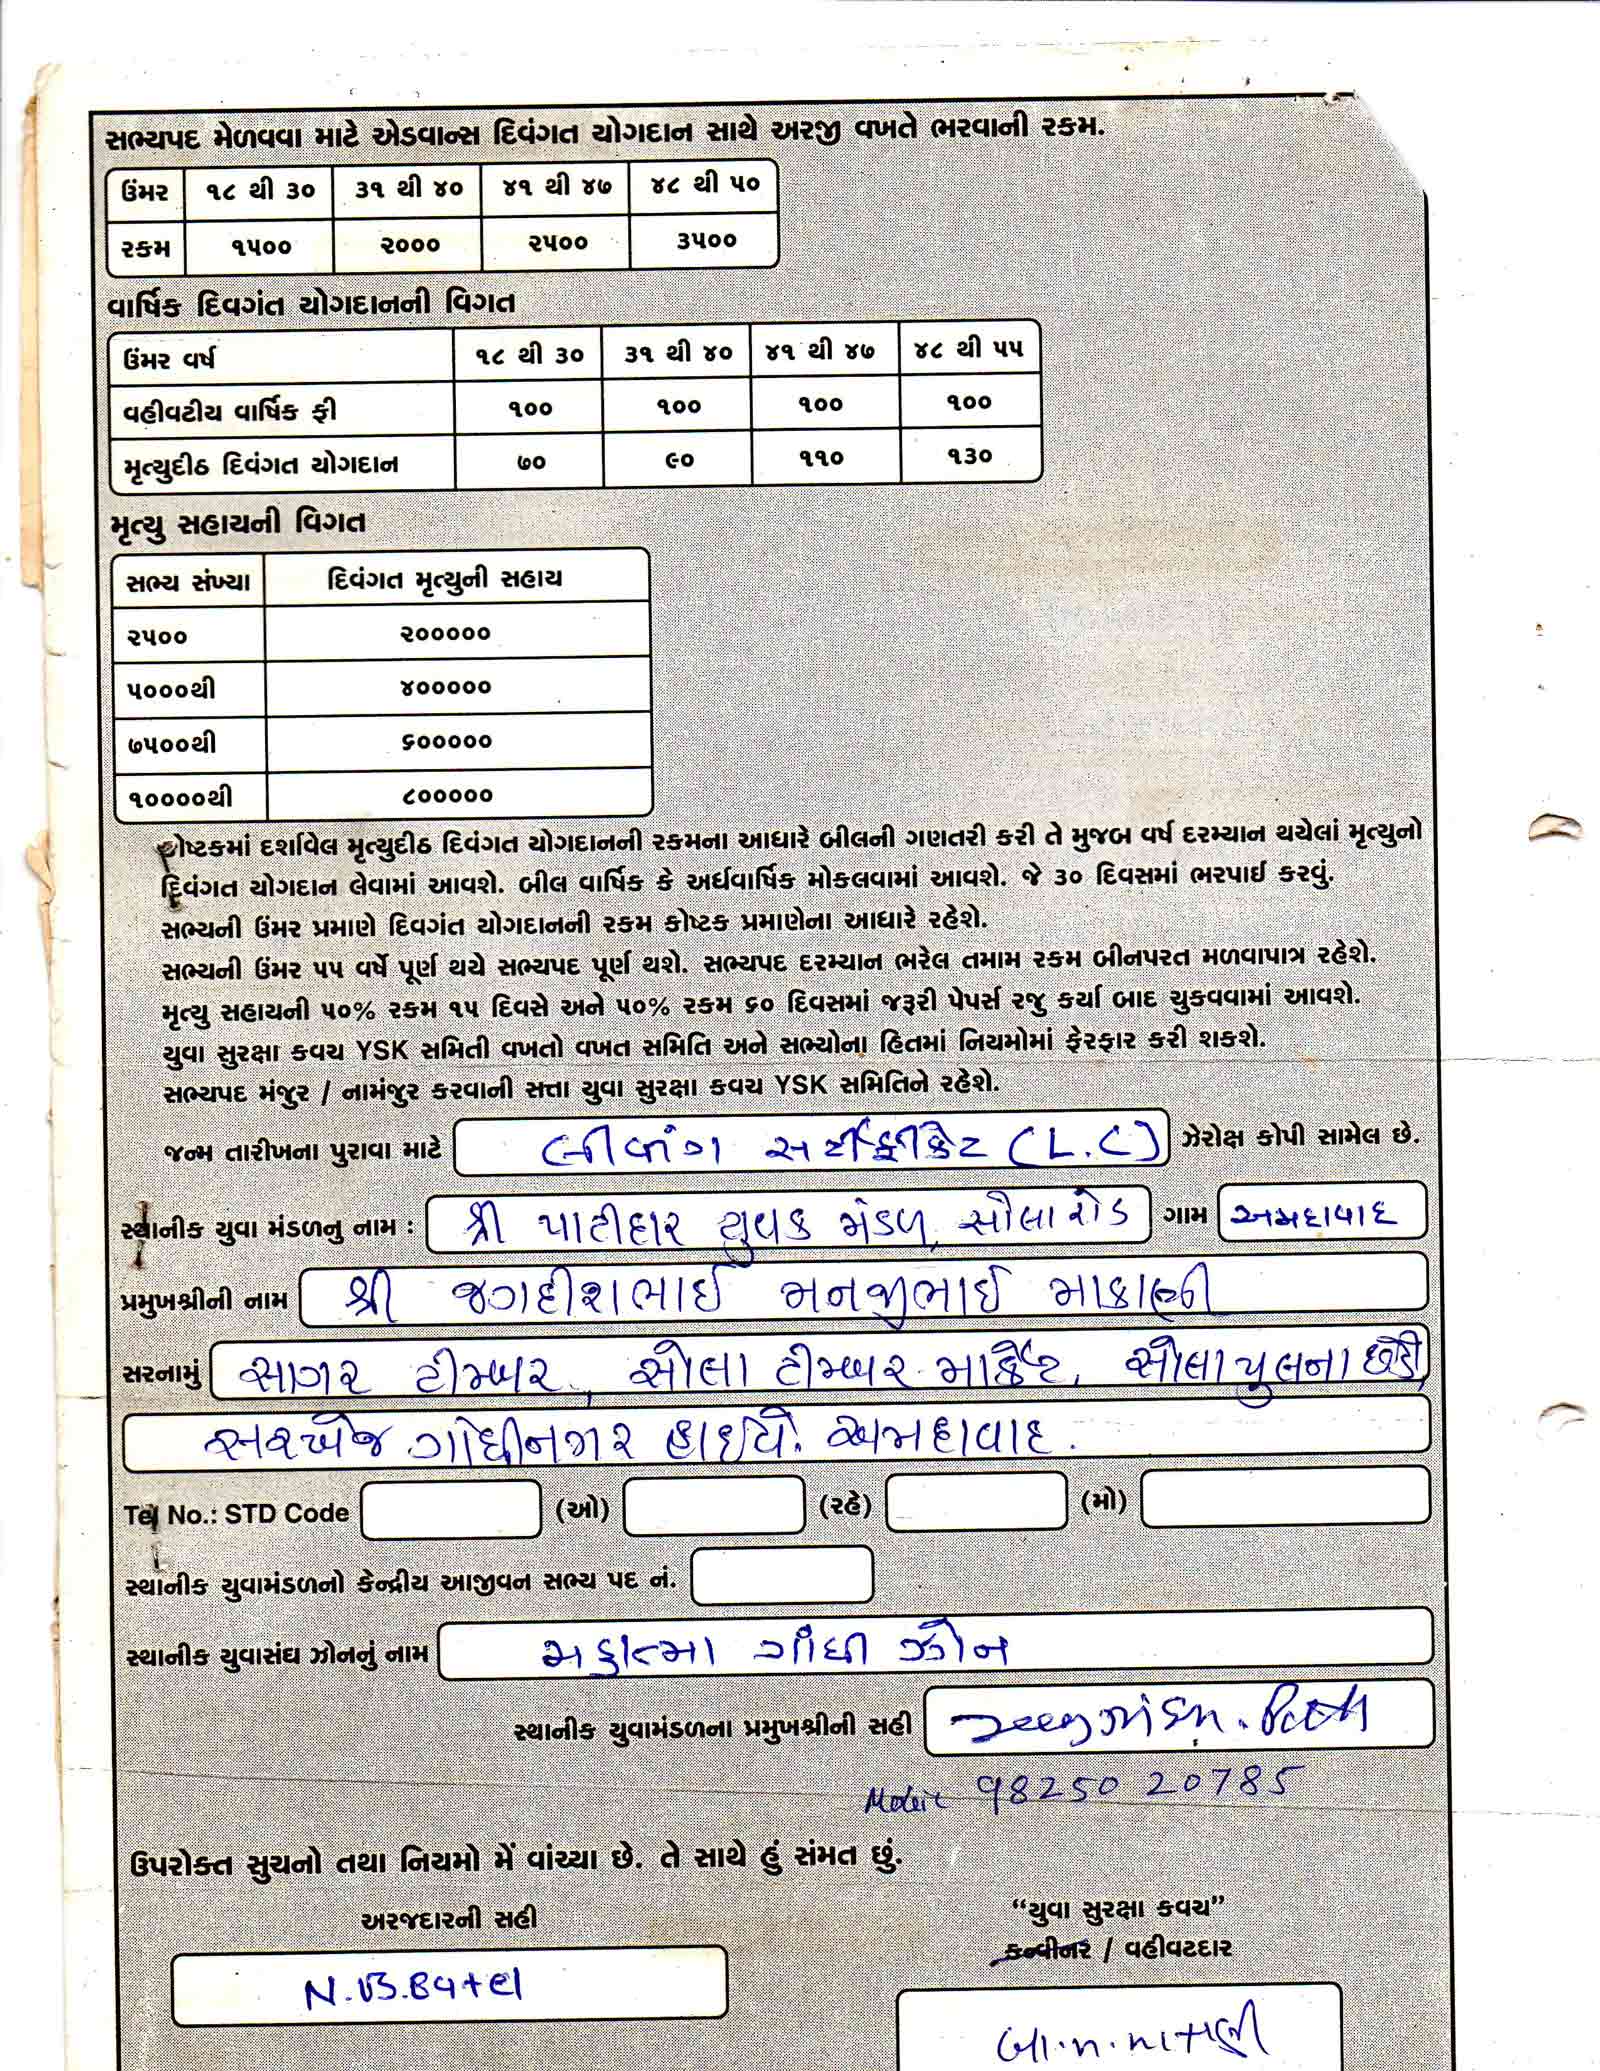 સભ્યપદ મેળવવા માટે એડવાન્સ દિવંગત યોગદાન સાથે અરજી વખતે ભરવાની રકમ.
ઉંમર ૧૮ થી ૩૦ ૩૧ થી ૪૦ ૪૧ થી ૪૭ ૪૮ થી ૫૦
રકમ ૧૫૦૦ ૨૦૦૦ ૨૫૦૦ ૩૫૦૦
વાર્ષિક દિવગંત યોગદાનની વિગત
ઉંમર વર્ષ ૧૮ થી ૩૦ ૩૧ થી ૪૦ ૪૧ થી ૪૭ ૪૮ થી ૫૫
વહીવટીય વાર્ષિક ફી ૧૦૦ ૧૦૦ ૧૦૦ ૧૦૦
મૃત્યુદીઠ દિવંગત યોગદાન ૭૦ ૯૦ ૧૧૦ ૧૩૦
મૃત્યુ સહાયની વિગત
સભ્ય સંખ્યા દિવંગત મૃત્યુની સહાય
૨૫૦૦ ૨૦૦૦૦૦
૫૦૦૦થી ૪૦૦૦૦૦
૭૫૦૦થી ૬૦૦૦૦૦
૧૦૦૦૦થી ૮૦૦૦૦૦
કોષ્ટકમાં દર્શાવેલ મૃત્યુદીઠ દિવંગત યોગદાનની રકમના આધારે બીલની ગણતરી કરી તે મુજબ વર્ષ દરમ્યાન થયેલાં મૃત્યુનો
દિવંગત યોગદાન લેવામાં આવશે. બીલ વાર્ષિક કે અર્ધવાર્ષિક મોકલવામાં આવશે. જે ૩૦ દિવસમાં ભરપાઈ કરવું.
સભ્યની ઉંમર પ્રમાણે દિવગંત યોગદાનની રકમ કોષ્ટક પ્રમાણેના આધારે રહેશે.
સભ્યની ઉંમર ૫૫ વર્ષે પૂર્ણ થયે સભ્યપદ પૂર્ણ થશે. સભ્યપદ દરમ્યાન ભરેલ તમામ રકમ બીનપરત મળવાપાત્ર રહેશે.
મૃત્યુ સહાયની ૫૦% રકમ ૧૫ દિવસે અને ૫૦% રકમ ૬૦ દિવસમાં જરૂરી પેપર્સ રજુ કર્યા બાદ ચુકવવામાં આવશે.
યુવા સુરક્ષા કવચ YSK સમિતી વખતો વખત સમિતિ અને સભ્યોના હિતમાં નિયમોમાં ફેરફાર કરી શકશે.
સભ્યપદ મંજુર / નામંજુર કરવાની સત્તા યુવા સુરક્ષા કવચ YSK સમિતિને રહેશે.
જન્મ તારીખના પુરાવા માટે લીવીંગ સર્ટીફીકેટ (L.C) ઝેરોક્ષ કોપી સામેલ છે.
સ્થાનીક યુવા મંડળનુ નામ : શ્રી પાટીદાર યુવક મંડળ, સોલા રોડ ગામ અમદાવાદ
પ્રમુખશ્રીની નામ શ્રી જગદીશભાઈ મનજીભાઈ માકાણી
સરનામું સાગર ટીમ્બર, સોલા ટીમ્બર માર્કેટ, સોલા પુલના છેડે,
સરખેજ ગાંધીનગર હાઈવે. અમદાવાદ.
Tel No.: STD Code (ઓ) (રહે) (મો)
સ્થાનીક યુવામંડળનો કેન્દ્રીય આજીવન સભ્ય પદ નં.
સ્થાનીક યુવાસંઘ ઝોનનું નામ મહાત્મા ગાંધી ઝોન
સ્થાનીક યુવામંડળના પ્રમુખશ્રીની સહી
98250 20785
ઉપરોક્ત સુચનો તથા નિયમો મેં વાંચ્યા છે. તે સાથે હું સંમત છું.
અરજદારની સહી "યુવા સુરક્ષા કવચ"
કન્વીનર / વહીવટદાર
N.B.Patel